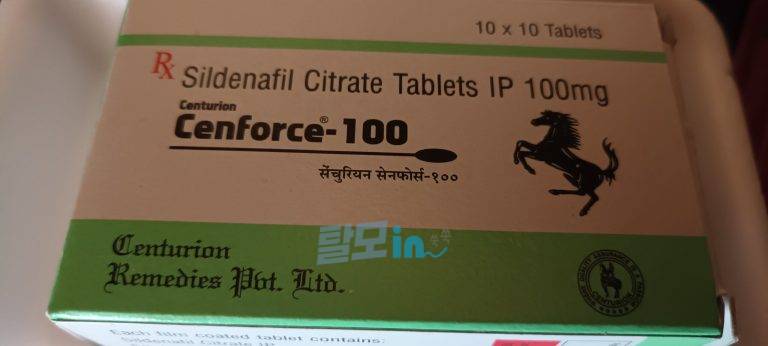 10 x 10 Tablets
Rx Sildenafil Citrate Tablets IP 100mg
Centurion
Cenforce®-100
सेंचुरियन सेनफोर्स-१००
탈모in
Centurion
Remedies Pvt. Ltd.
CENTURION
Each film coated tablet contains:
Sildenafil Citrate IP